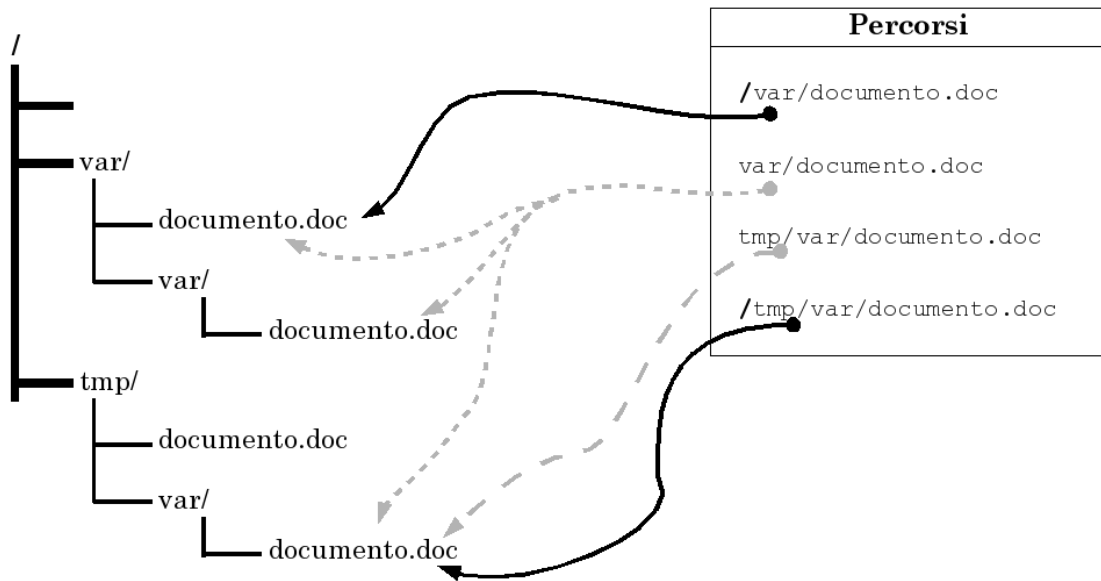 /
var/
documento.doc
var/
documento.doc
tmp/
documento.doc
var/
documento.doc
Percorsi
/var/documento.doc
var/documento.doc
tmp/var/documento.doc
/tmp/var/documento.doc